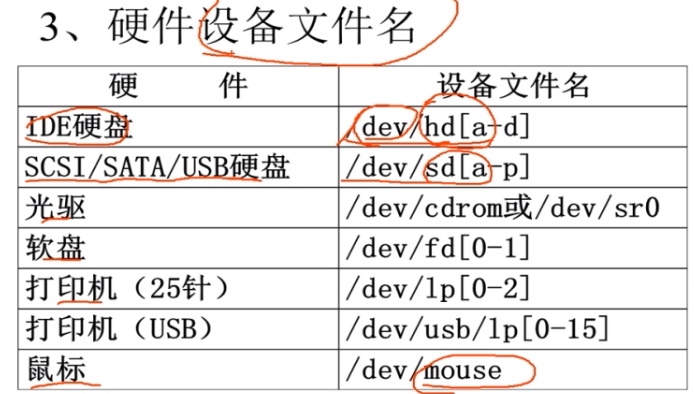 3、硬件设备文件名
硬 件 设备文件名
IDE硬盘 /dev/hd[a-d]
SCSI/SATA/USB硬盘 /dev/sd[a-p]
光驱 /dev/cdrom或/dev/sr0
软盘 /dev/fd[0-1]
打印机（25针） /dev/lp[0-2]
打印机（USB） /dev/usb/lp[0-15]
鼠标 /dev/mouse